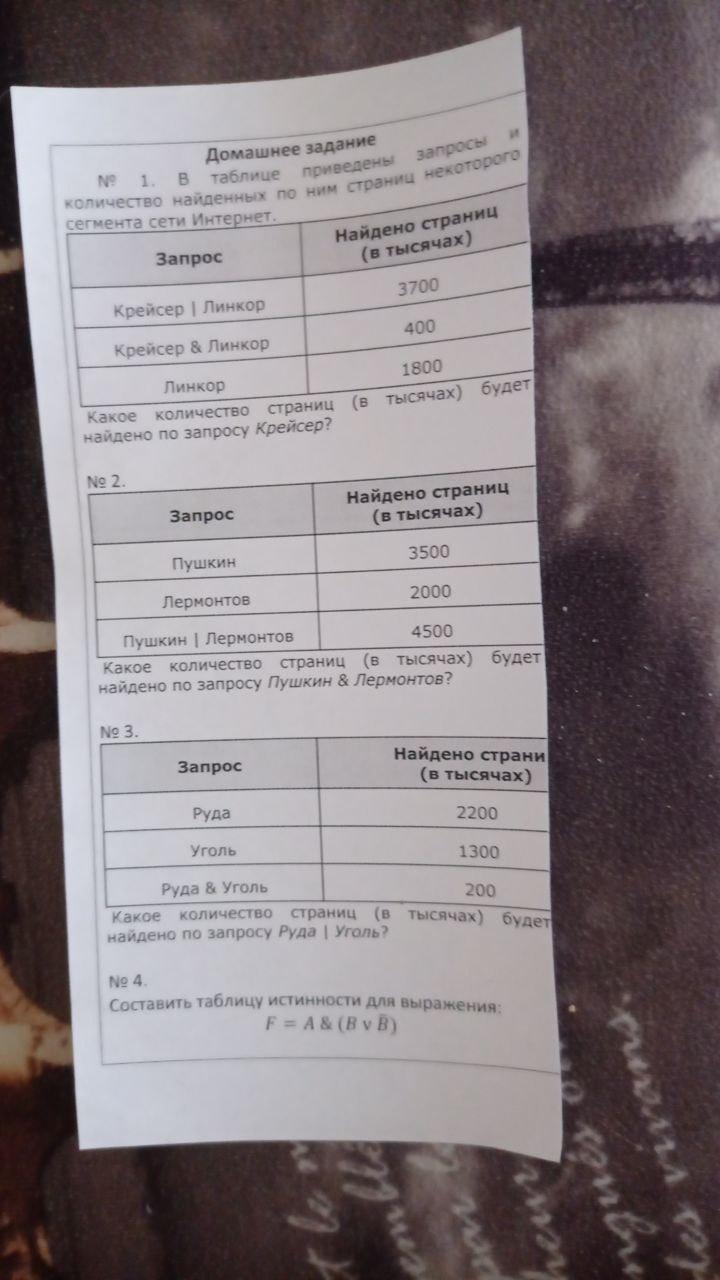 Домашнее задание
№ 1. В таблице приведены запросы и
количество найденных по ним страниц некоторого
сегмента сети Интернет.
Запрос Найдено страниц (в тысячах)
Крейсер | Линкор 3700
Крейсер & Линкор 400
Линкор 1800
Какое количество страниц (в тысячах) будет
найдено по запросу Крейсер?
№ 2.
Запрос Найдено страниц (в тысячах)
Пушкин 3500
Лермонтов 2000
Пушкин | Лермонтов 4500
Какое количество страниц (в тысячах) будет
найдено по запросу Пушкин & Лермонтов?
№ 3.
Запрос Найдено страни (в тысячах)
Руда 2200
Уголь 1300
Руда & Уголь 200
Какое количество страниц (в тысячах) будет
найдено по запросу Руда | Уголь?
№ 4.
Составить таблицу истинности для выражения:
F = A & (B v B̄)